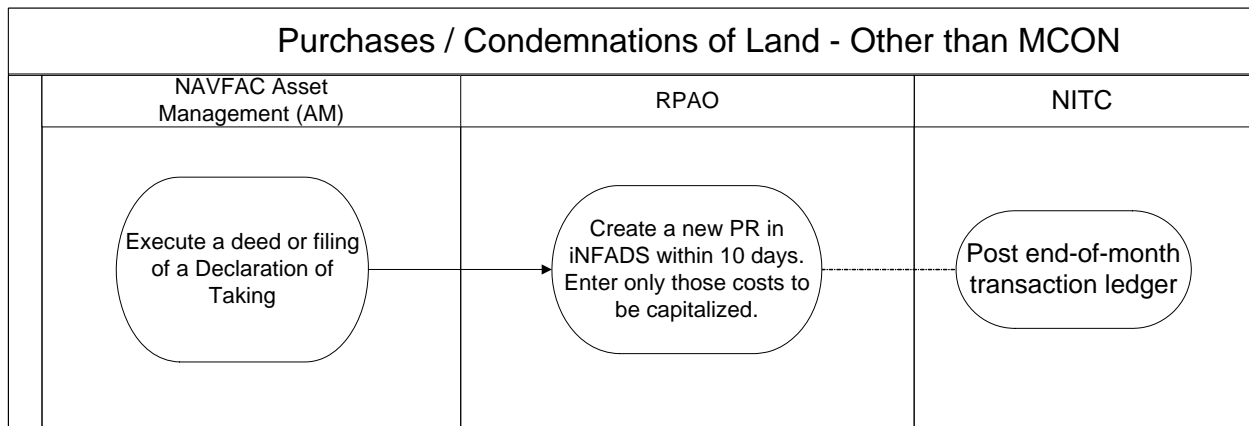 Purchases / Condemnations of Land - Other than MCON
NAVFAC Asset
Management (AM)
RPAO
NITC
Execute a deed or filing
of a Declaration of
Taking
Create a new PR in
iNFADS within 10 days.
Enter only those costs to
be capitalized.
Post end-of-month
transaction ledger